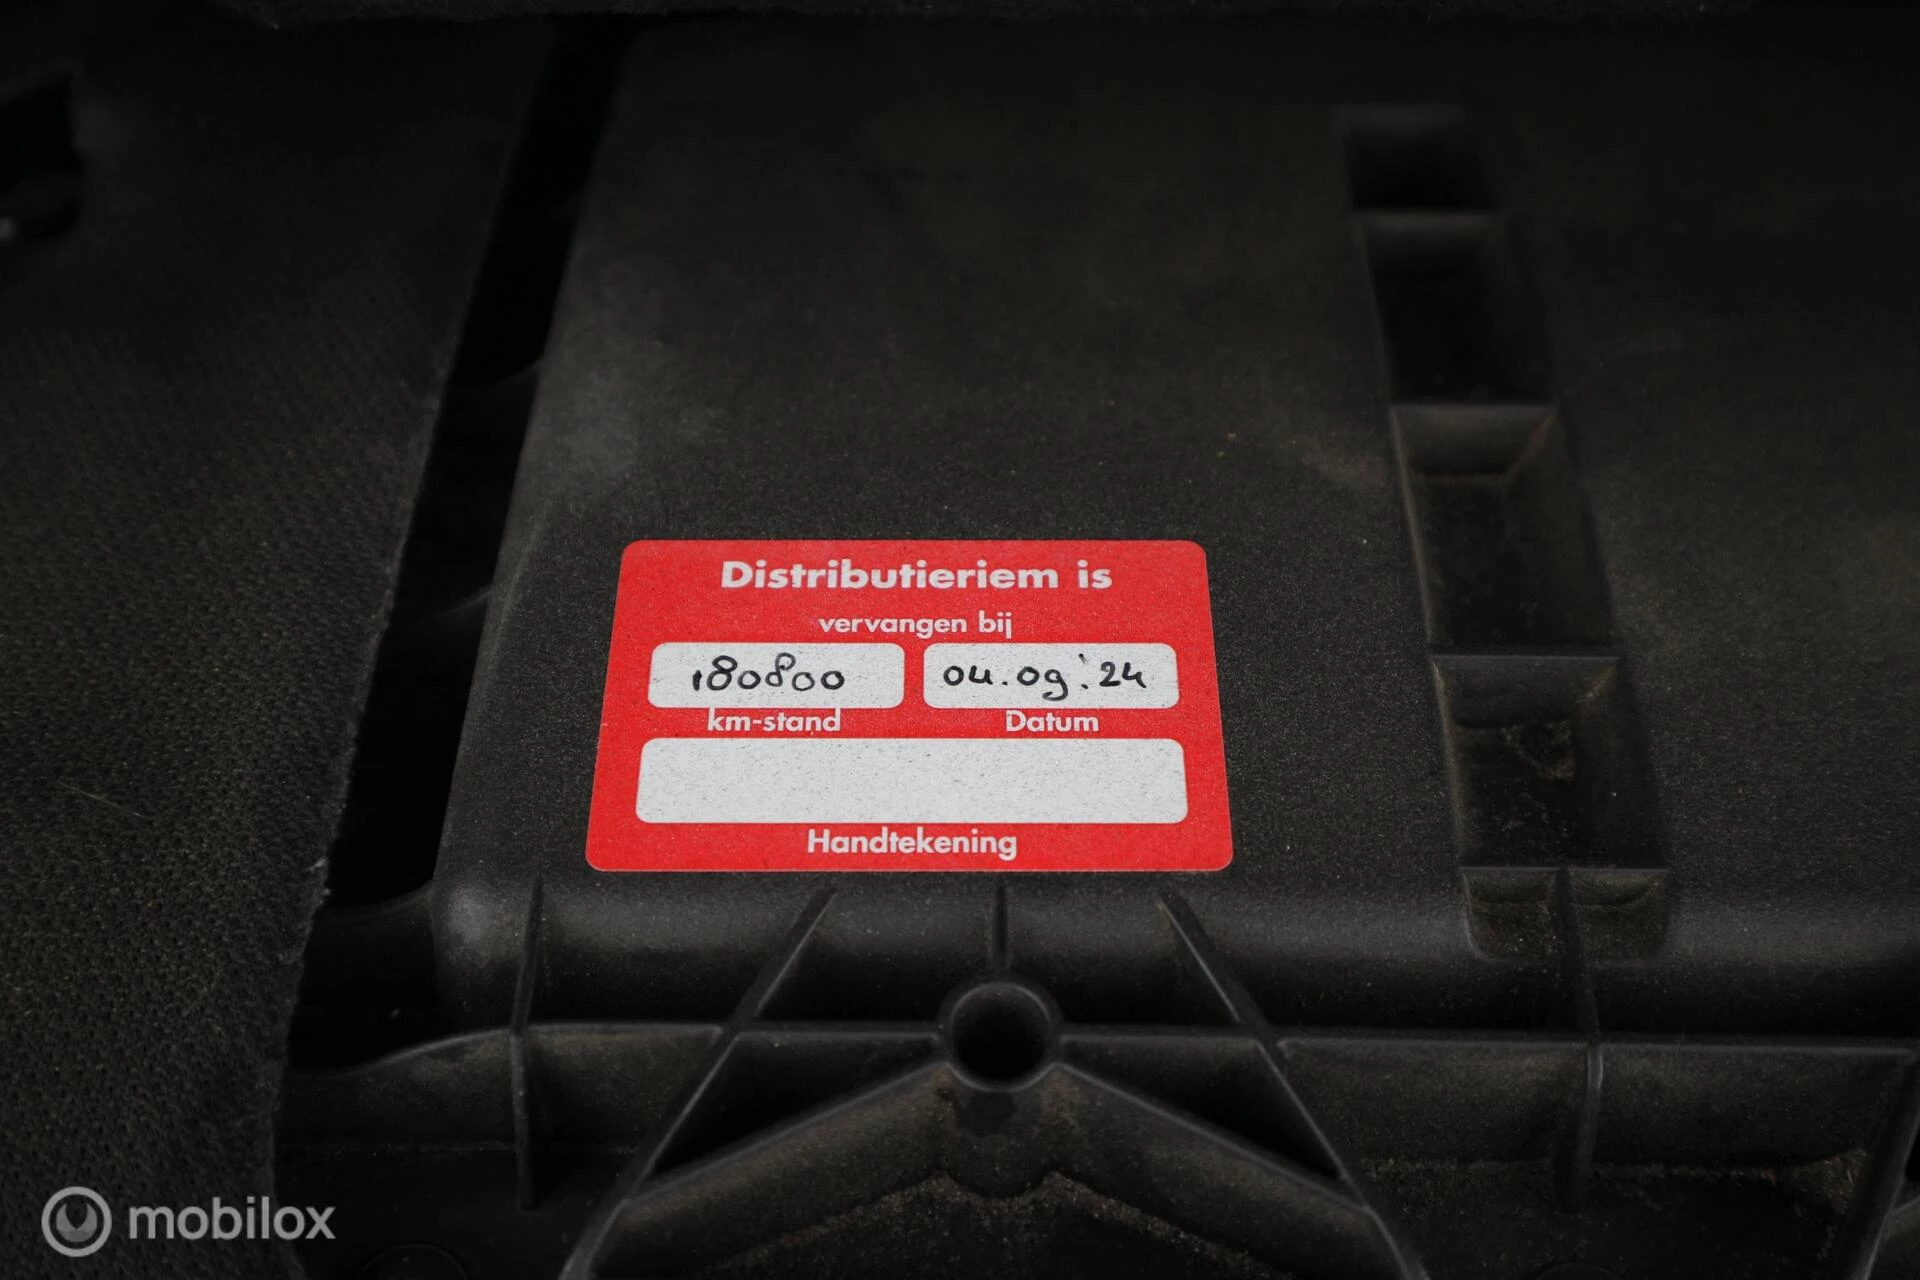 Distributieriem is
vervangen bij
180800 04.09.'24
km-stand Datum
Handtekening
mobilox